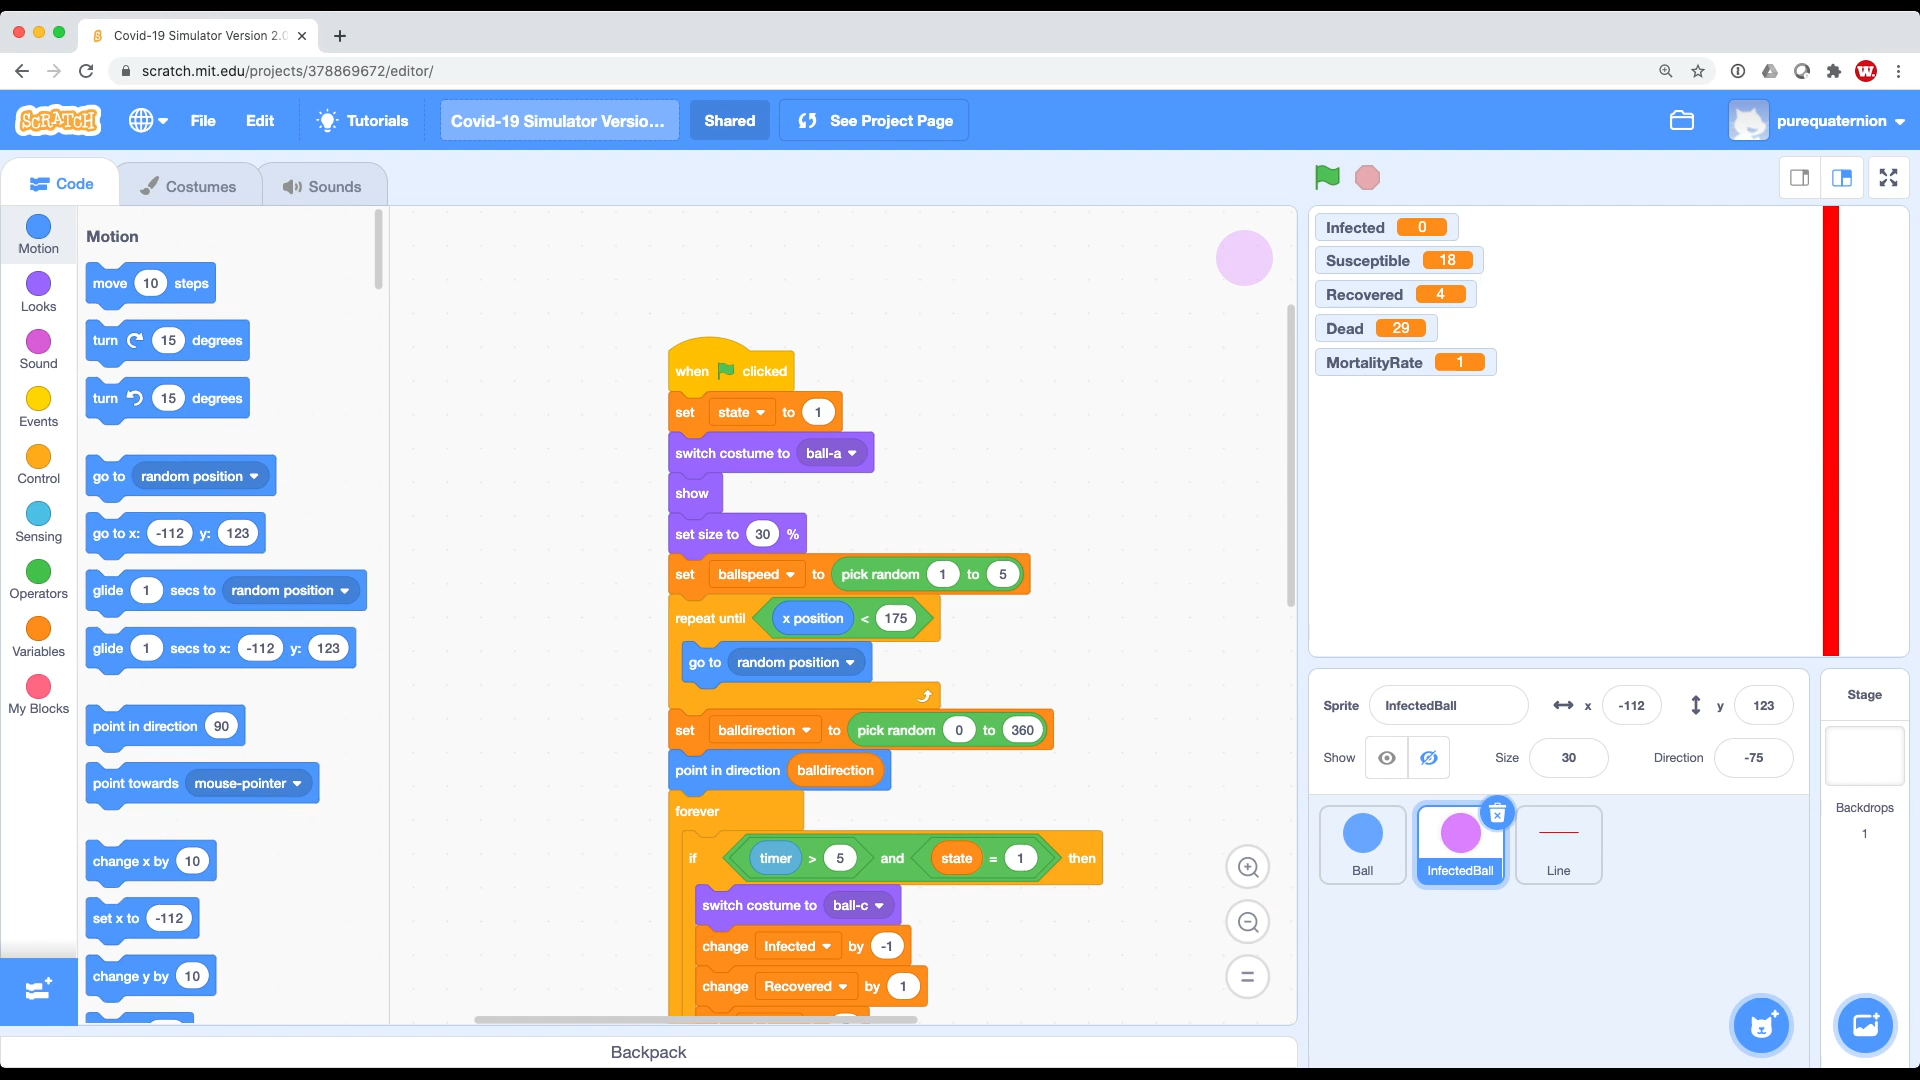 Covid-19 Simulator Version 2.0
scratch.mit.edu/projects/378869672/editor/
W.
SCRATCH
File
Edit
Tutorials
Covid-19 Simulator Versio...
Shared
See Project Page
purequaternion
Code
Costumes
Sounds
Motion
Looks
Sound
Events
Control
Sensing
Operators
Variables
My Blocks
Motion
move 10 steps
turn 15 degrees
turn 15 degrees
go to random position
go to x: -112 y: 123
glide 1 secs to random position
glide 1 secs to x: -112 y: 123
point in direction 90
point towards mouse-pointer
change x by 10
set x to -112
change y by 10
when clicked
set state to 1
switch costume to ball-a
show
set size to 30 %
set ballspeed to pick random 1 to 5
repeat until x position < 175
go to random position
set balldirection to pick random 0 to 360
point in direction balldirection
forever
if timer > 5 and state = 1 then
switch costume to ball-c
change Infected by -1
change Recovered by 1
Backpack
Infected 0
Susceptible 18
Recovered 4
Dead 29
MortalityRate 1
Sprite InfectedBall x -112 y 123
Show Size 30 Direction -75
Ball
InfectedBall
Line
Stage
Backdrops
1